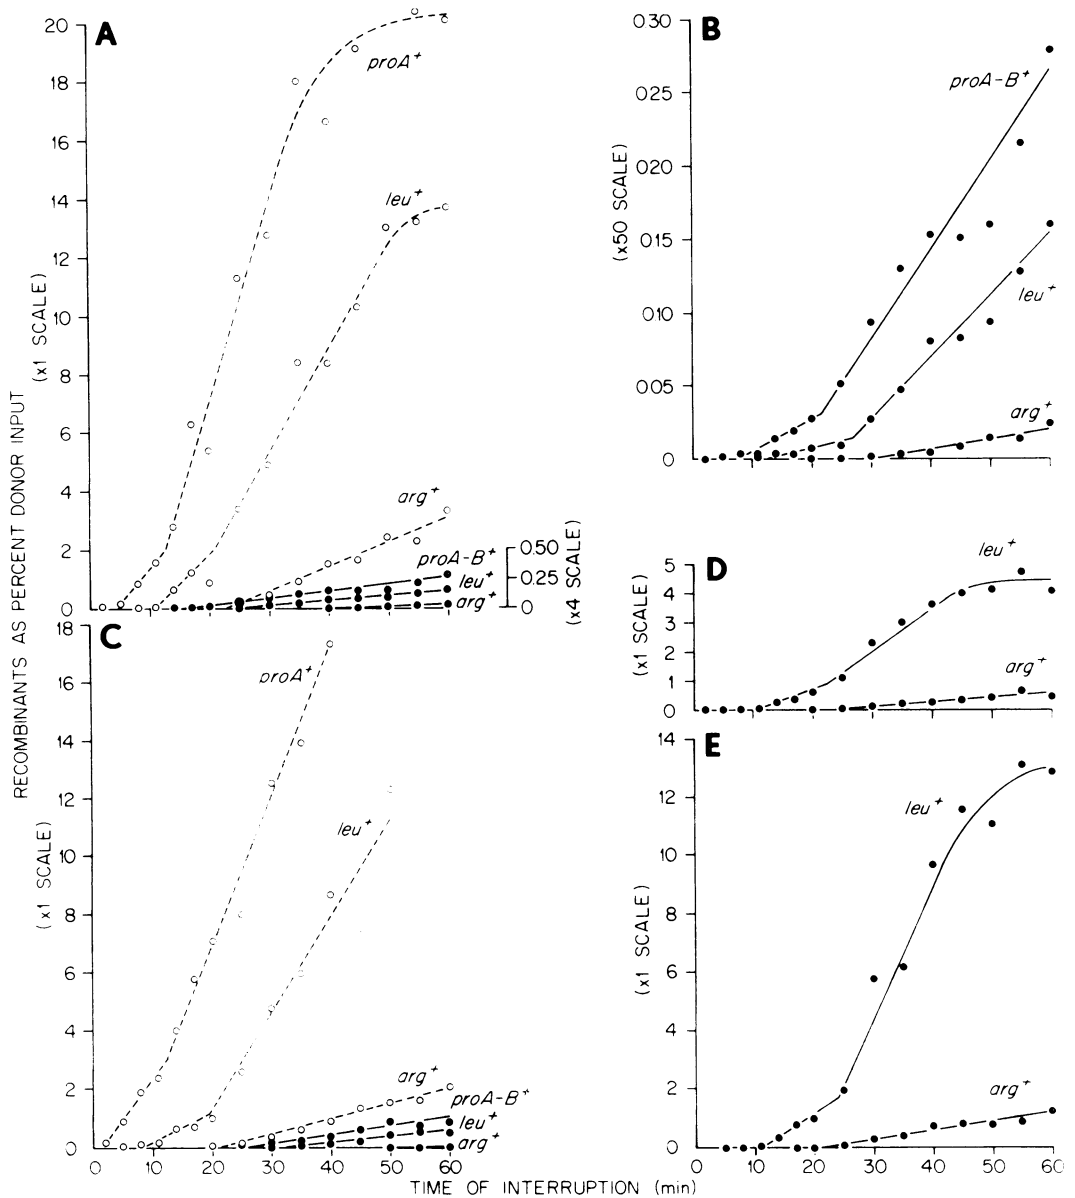 A
20
18
16
14
12
10
8
6
4
2
0
(x1 SCALE)
proA+
leu+
arg+
proA-B+
leu+
arg+
0.50
0.25
0
(x4 SCALE)
B
030
025
020
015
010
005
0
(x50 SCALE)
proA-B+
leu+
arg+
RECOMBINANTS AS PERCENT DONOR INPUT
C
18
16
14
12
10
8
6
4
2
0
(x1 SCALE)
proA+
leu+
arg+
proA-B+
leu+
arg+
0 10 20 30 40 50 60
D
5
4
3
2
1
0
(x1 SCALE)
leu+
arg+
E
14
12
10
8
6
4
2
0
(x1 SCALE)
leu+
arg+
0 10 20 30 40 50 60
TIME OF INTERRUPTION (min)